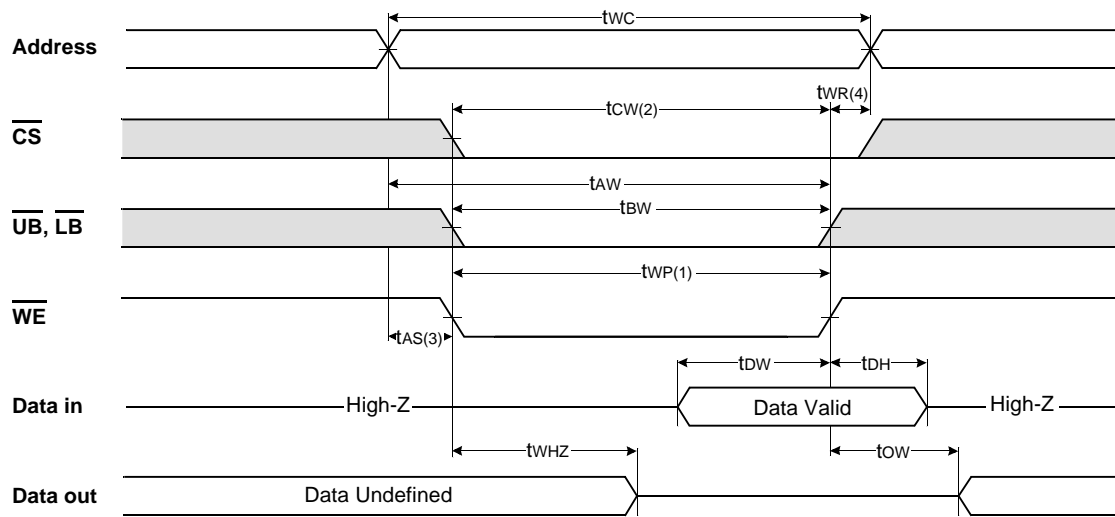 tWC
Address
tCW(2)
tWR(4)
CS
tAW
tBW
UB, LB
tWP(1)
WE
tAS(3)
tDW
tDH
Data in
High-Z
Data Valid
High-Z
tWHZ
tOW
Data out
Data Undefined